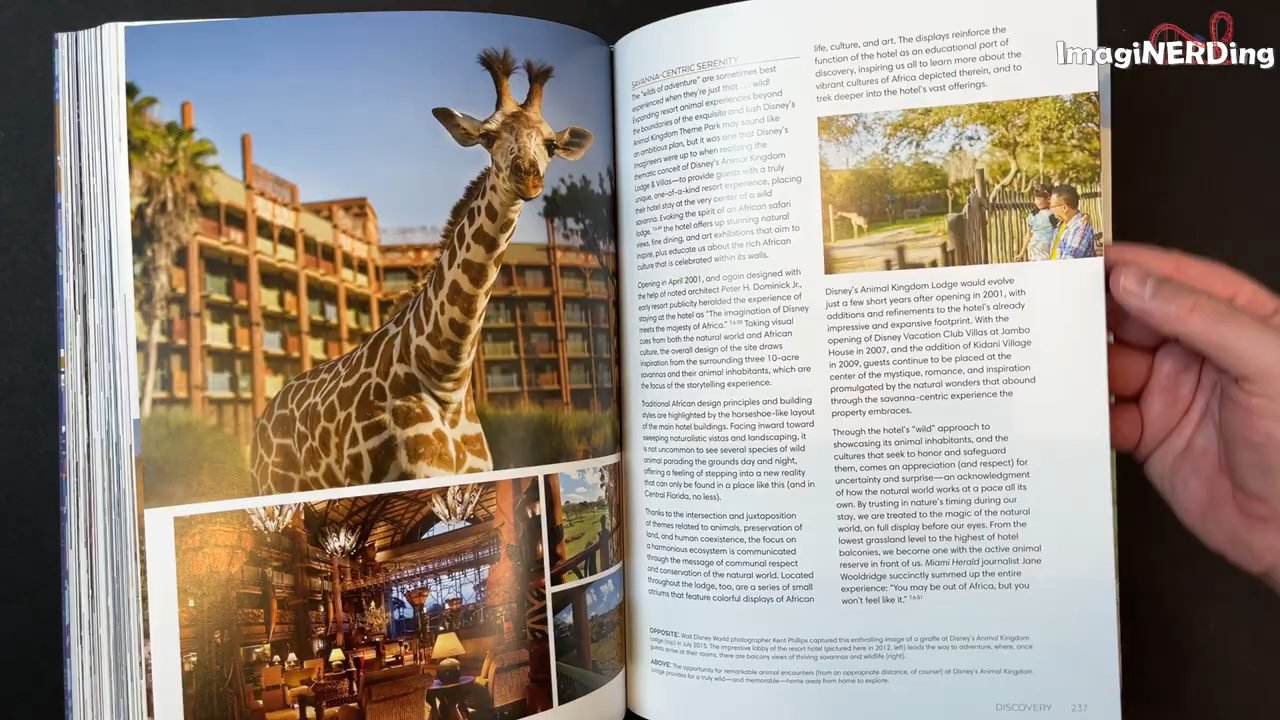 ImagiNERDing
SAVANNA-CENTRIC SERENITY
The "wilds of adventure" are sometimes best
experienced when they're just that . . . wild!
Expanding resort animal experiences beyond
the boundaries of the exquisite and lush Disney's
Animal Kingdom Theme Park may sound like
an ambitious plan, but it was one that Disney's
Imagineers were up to when realizing the
thematic conceit of Disney's Animal Kingdom
Lodge & Villas—to provide guests with a truly
unique, one-of-a-kind resort experience, placing
their hotel stay at the very center of a wild
savanna. Evoking the spirit of an African safari
lodge, the hotel offers up stunning natural
views, fine dining, and art exhibitions that aim to
inspire, plus educate us about the rich African
culture that is celebrated within its walls.
Opening in April 2001, and again designed with
the help of noted architect Peter H. Dominick Jr.,
early resort publicity heralded the experience of
staying at the hotel as "The imagination of Disney
meets the majesty of Africa." Taking visual
cues from both the natural world and African
culture, the overall design of the site draws
inspiration from the surrounding three 10-acre
savannas and their animal inhabitants, which are
the focus of the storytelling experience.
Traditional African design principles and building
styles are highlighted by the horseshoe-like layout
of the main hotel buildings. Facing inward toward
sweeping naturalistic vistas and landscaping, it
is not uncommon to see several species of wild
animal parading the grounds day and night,
offering a feeling of stepping into a new reality
that can only be found in a place like this (and in
Central Florida, no less).
Thanks to the intersection and juxtaposition
of themes related to animals, preservation of
land, and human coexistence, the focus on
a harmonious ecosystem is communicated
through the message of communal respect
and conservation of the natural world. Located
throughout the lodge, too, are a series of small
atriums that feature colorful displays of African
life, culture, and art. The displays reinforce the
function of the hotel as an educational port of
discovery, inspiring us all to learn more about the
vibrant cultures of Africa depicted therein, and to
trek deeper into the hotel's vast offerings.
Disney's Animal Kingdom Lodge would evolve
just a few short years after opening in 2001, with
additions and refinements to the hotel's already
impressive and expansive footprint. With the
opening of Disney Vacation Club Villas at Jambo
House in 2007, and the addition of Kidani Village
in 2009, guests continue to be placed at the
center of the mystique, romance, and inspiration
promulgated by the natural wonders that abound
through the savanna-centric experience the
property embraces.
Through the hotel's "wild" approach to
showcasing its animal inhabitants, and the
cultures that seek to honor and safeguard
them, comes an appreciation (and respect) for
uncertainty and surprise—an acknowledgment
of how the natural world works at a pace all its
own. By trusting in nature's timing during our
stay, we are treated to the magic of the natural
world, on full display before our eyes. From the
lowest grassland level to the highest of hotel
balconies, we become one with the active animal
reserve in front of us. Miami Herald journalist Jane
Wooldridge succinctly summed up the entire
experience: "You may be out of Africa, but you
won't feel like it." T6.51
OPPOSITE: Walt Disney World photographer Kent Phillips captured this enthralling image of a giraffe at Disney's Animal Kingdom
Lodge (top) in July 2015. The impressive lobby of the resort hotel (pictured here in 2012, left) leads the way to adventure, where, once
guests arrive at their rooms, there are balcony views of thriving savannas and wildlife (right).
ABOVE: The opportunity for remarkable animal encounters (from an appropriate distance, of course!) at Disney's Animal Kingdom
Lodge provides for a truly wild—and memorable—home away from home to explore.
DISCOVERY 237